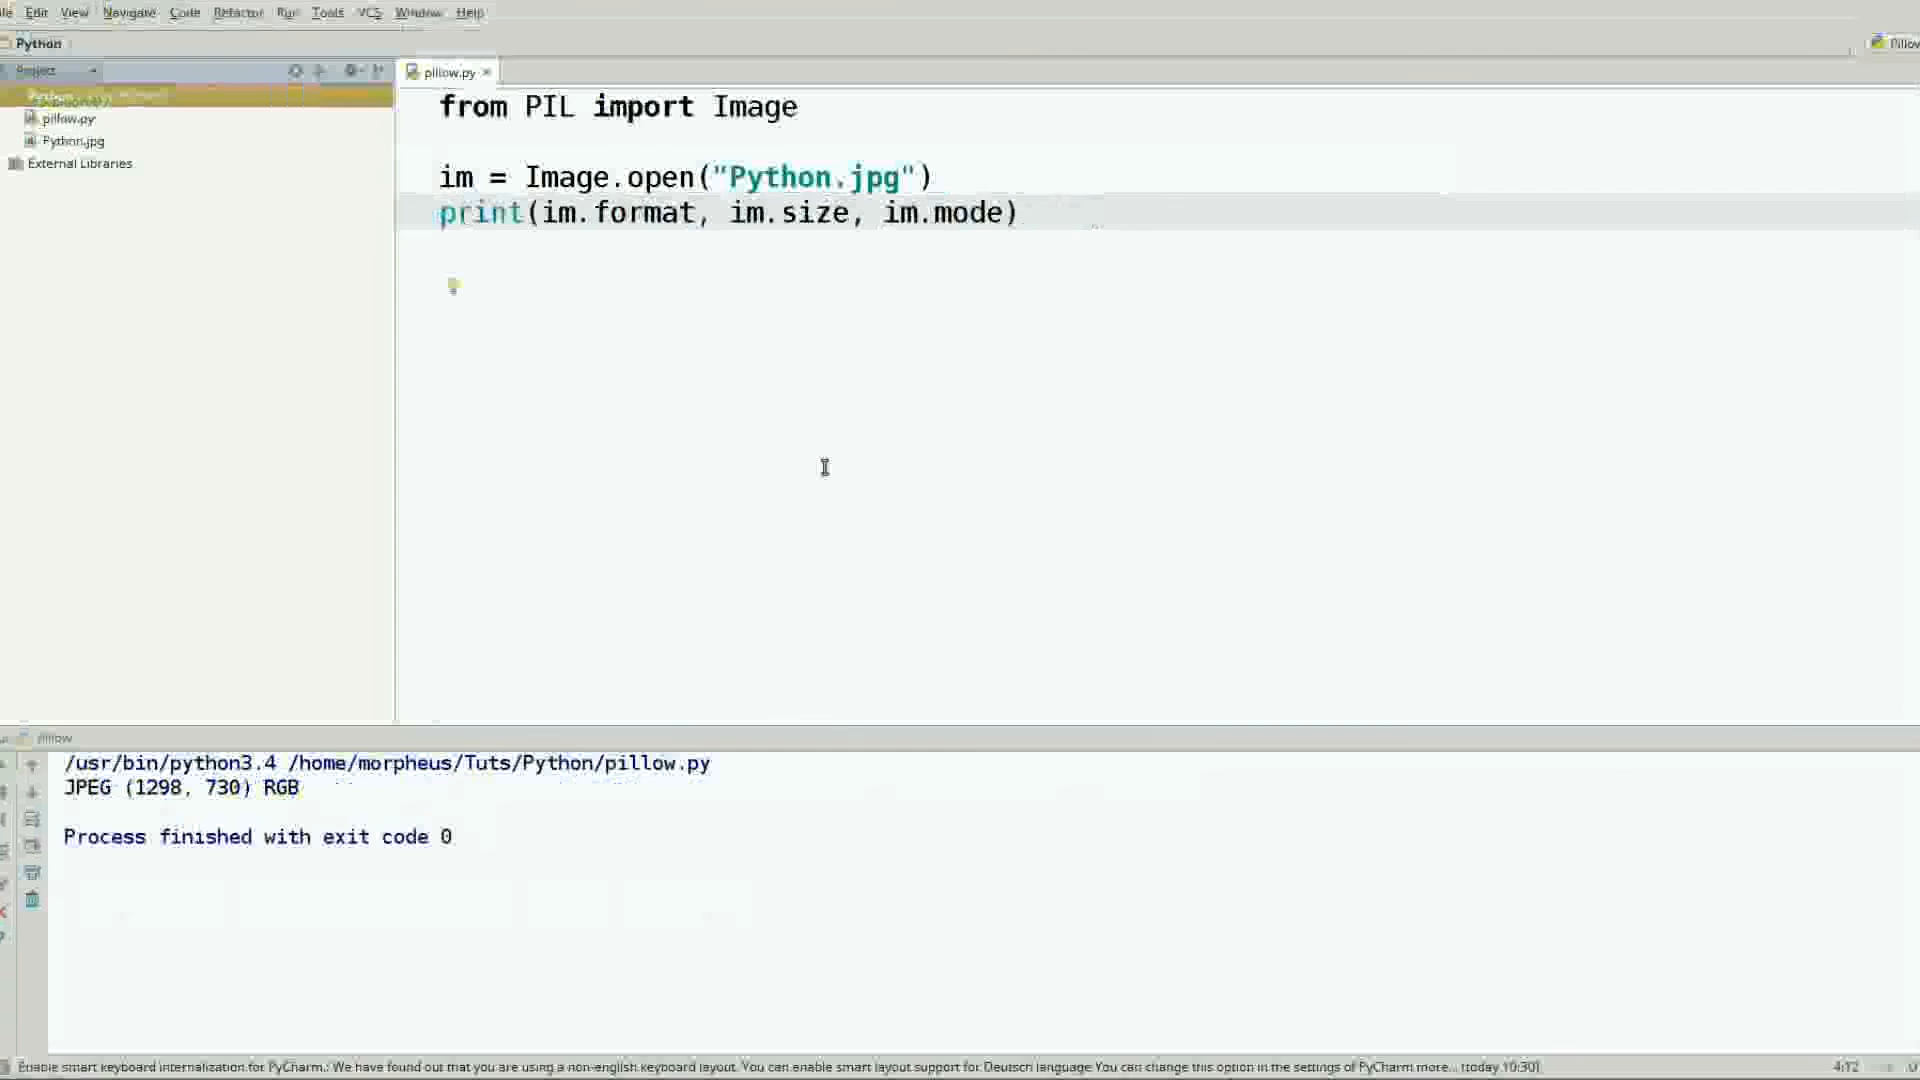 Edit View Navigate Code Refactor Run Tools VCS Window Help
Python
Project
pillow.py
Python
pillow.py
Python.jpg
External Libraries
from PIL import Image
im = Image.open("Python.jpg")
print(im.format, im.size, im.mode)
pillow
/usr/bin/python3.4 /home/morpheus/Tuts/Python/pillow.py
JPEG (1298, 730) RGB
Process finished with exit code 0
Enable smart keyboard internalization for PyCharm.: We have found out that you are using a non-english keyboard layout. You can enable smart layout support for Deutsch language.You can change this option in the settings of PyCharm more... (today 10:30)
4:12